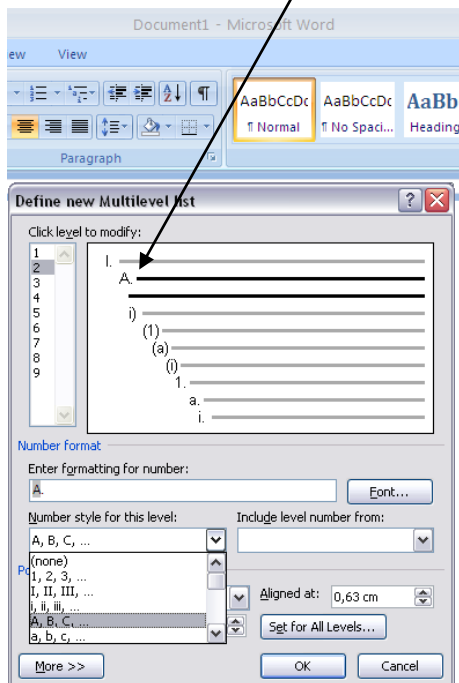 Document1 - Microsoft Word
ew View
¶
AaBbCcDc AaBbCcDc AaBb
¶ Normal ¶ No Spaci... Heading
Paragraph
Define new Multilevel list
Click level to modify:
1
2
3
4
5
6
7
8
9
I.
A.
i)
(1)
(a)
(i)
1.
a.
i.
Number format
Enter formatting for number:
A.
Font...
Number style for this level: Include level number from:
A, B, C, ...
(none)
1, 2, 3, ...
I, II, III, ...
i, ii, iii, ...
A, B, C, ...
a, b, c, ...
Po
Aligned at: 0,63 cm
Set for All Levels...
More >> OK Cancel